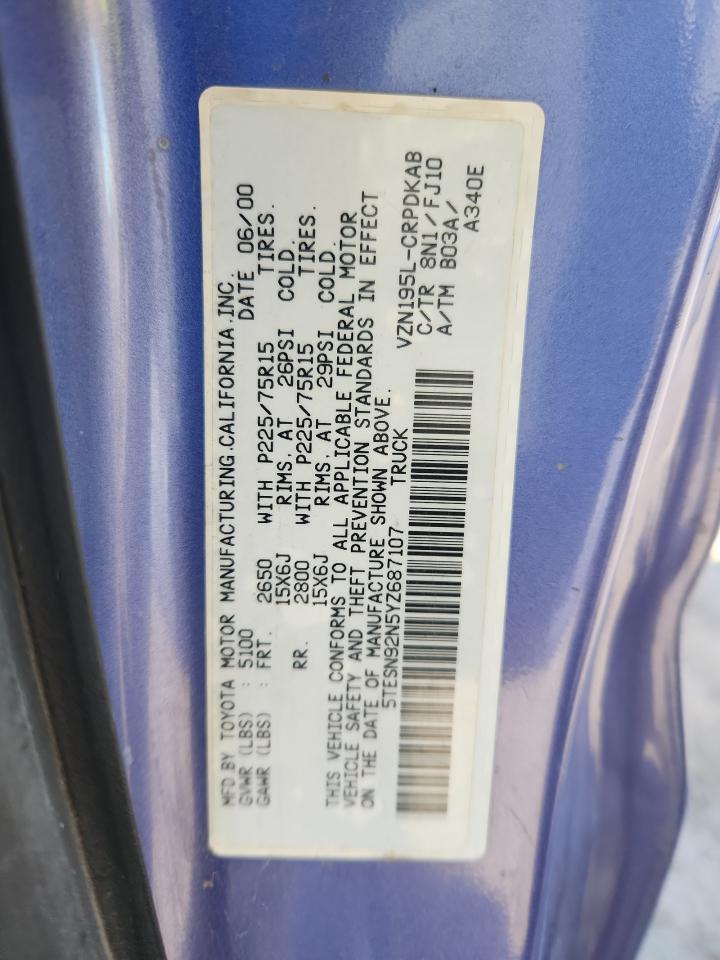 MFD.BY TOYOTA MOTOR MANUFACTURING.CALIFORNIA.INC.
GVWR (LBS) : 5100 DATE 06/00
GAWR (LBS) : FRT. 2650 WITH P225/75R15 TIRES.
15X6J RIMS, AT 26PSI COLD.
RR. 2800 WITH P225/75R15 TIRES.
15X6J RIMS, AT 29PSI COLD.
THIS VEHICLE CONFORMS TO ALL APPLICABLE FEDERAL MOTOR
VEHICLE SAFETY AND THEFT PREVENTION STANDARDS IN EFFECT
ON THE DATE OF MANUFACTURE SHOWN ABOVE.
5TESN92N5YZ687107 TRUCK
VZN195L-CRPDKAB
C/TR 8N1/FJ10
A/TM B03A/
A340E